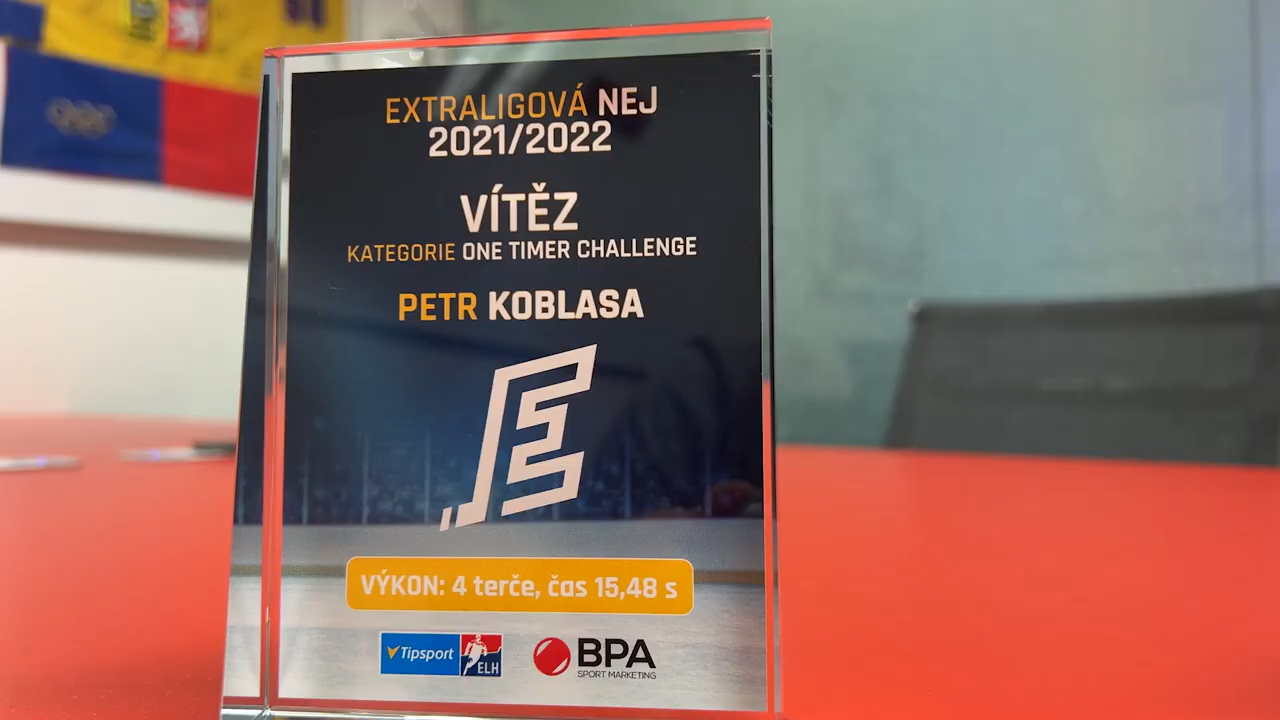 EXTRALIGOVÁ NEJ
2021/2022
VÍTĚZ
KATEGORIE ONE TIMER CHALLENGE
PETR KOBLASA
VÝKON: 4 terče, čas 15,48 s
Tipsport ELH
BPA
SPORT MARKETING